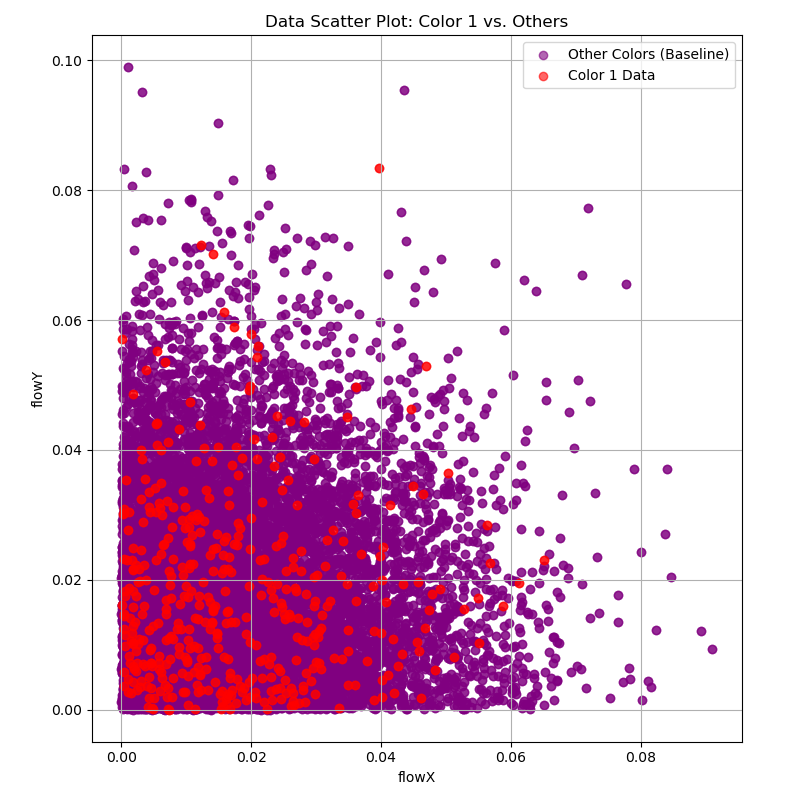 Data Scatter Plot: Color 1 vs. Others
Other Colors (Baseline)
Color 1 Data
0.10
0.08
0.06
0.04
0.02
0.00
flowY
0.00 0.02 0.04 0.06 0.08
flowX